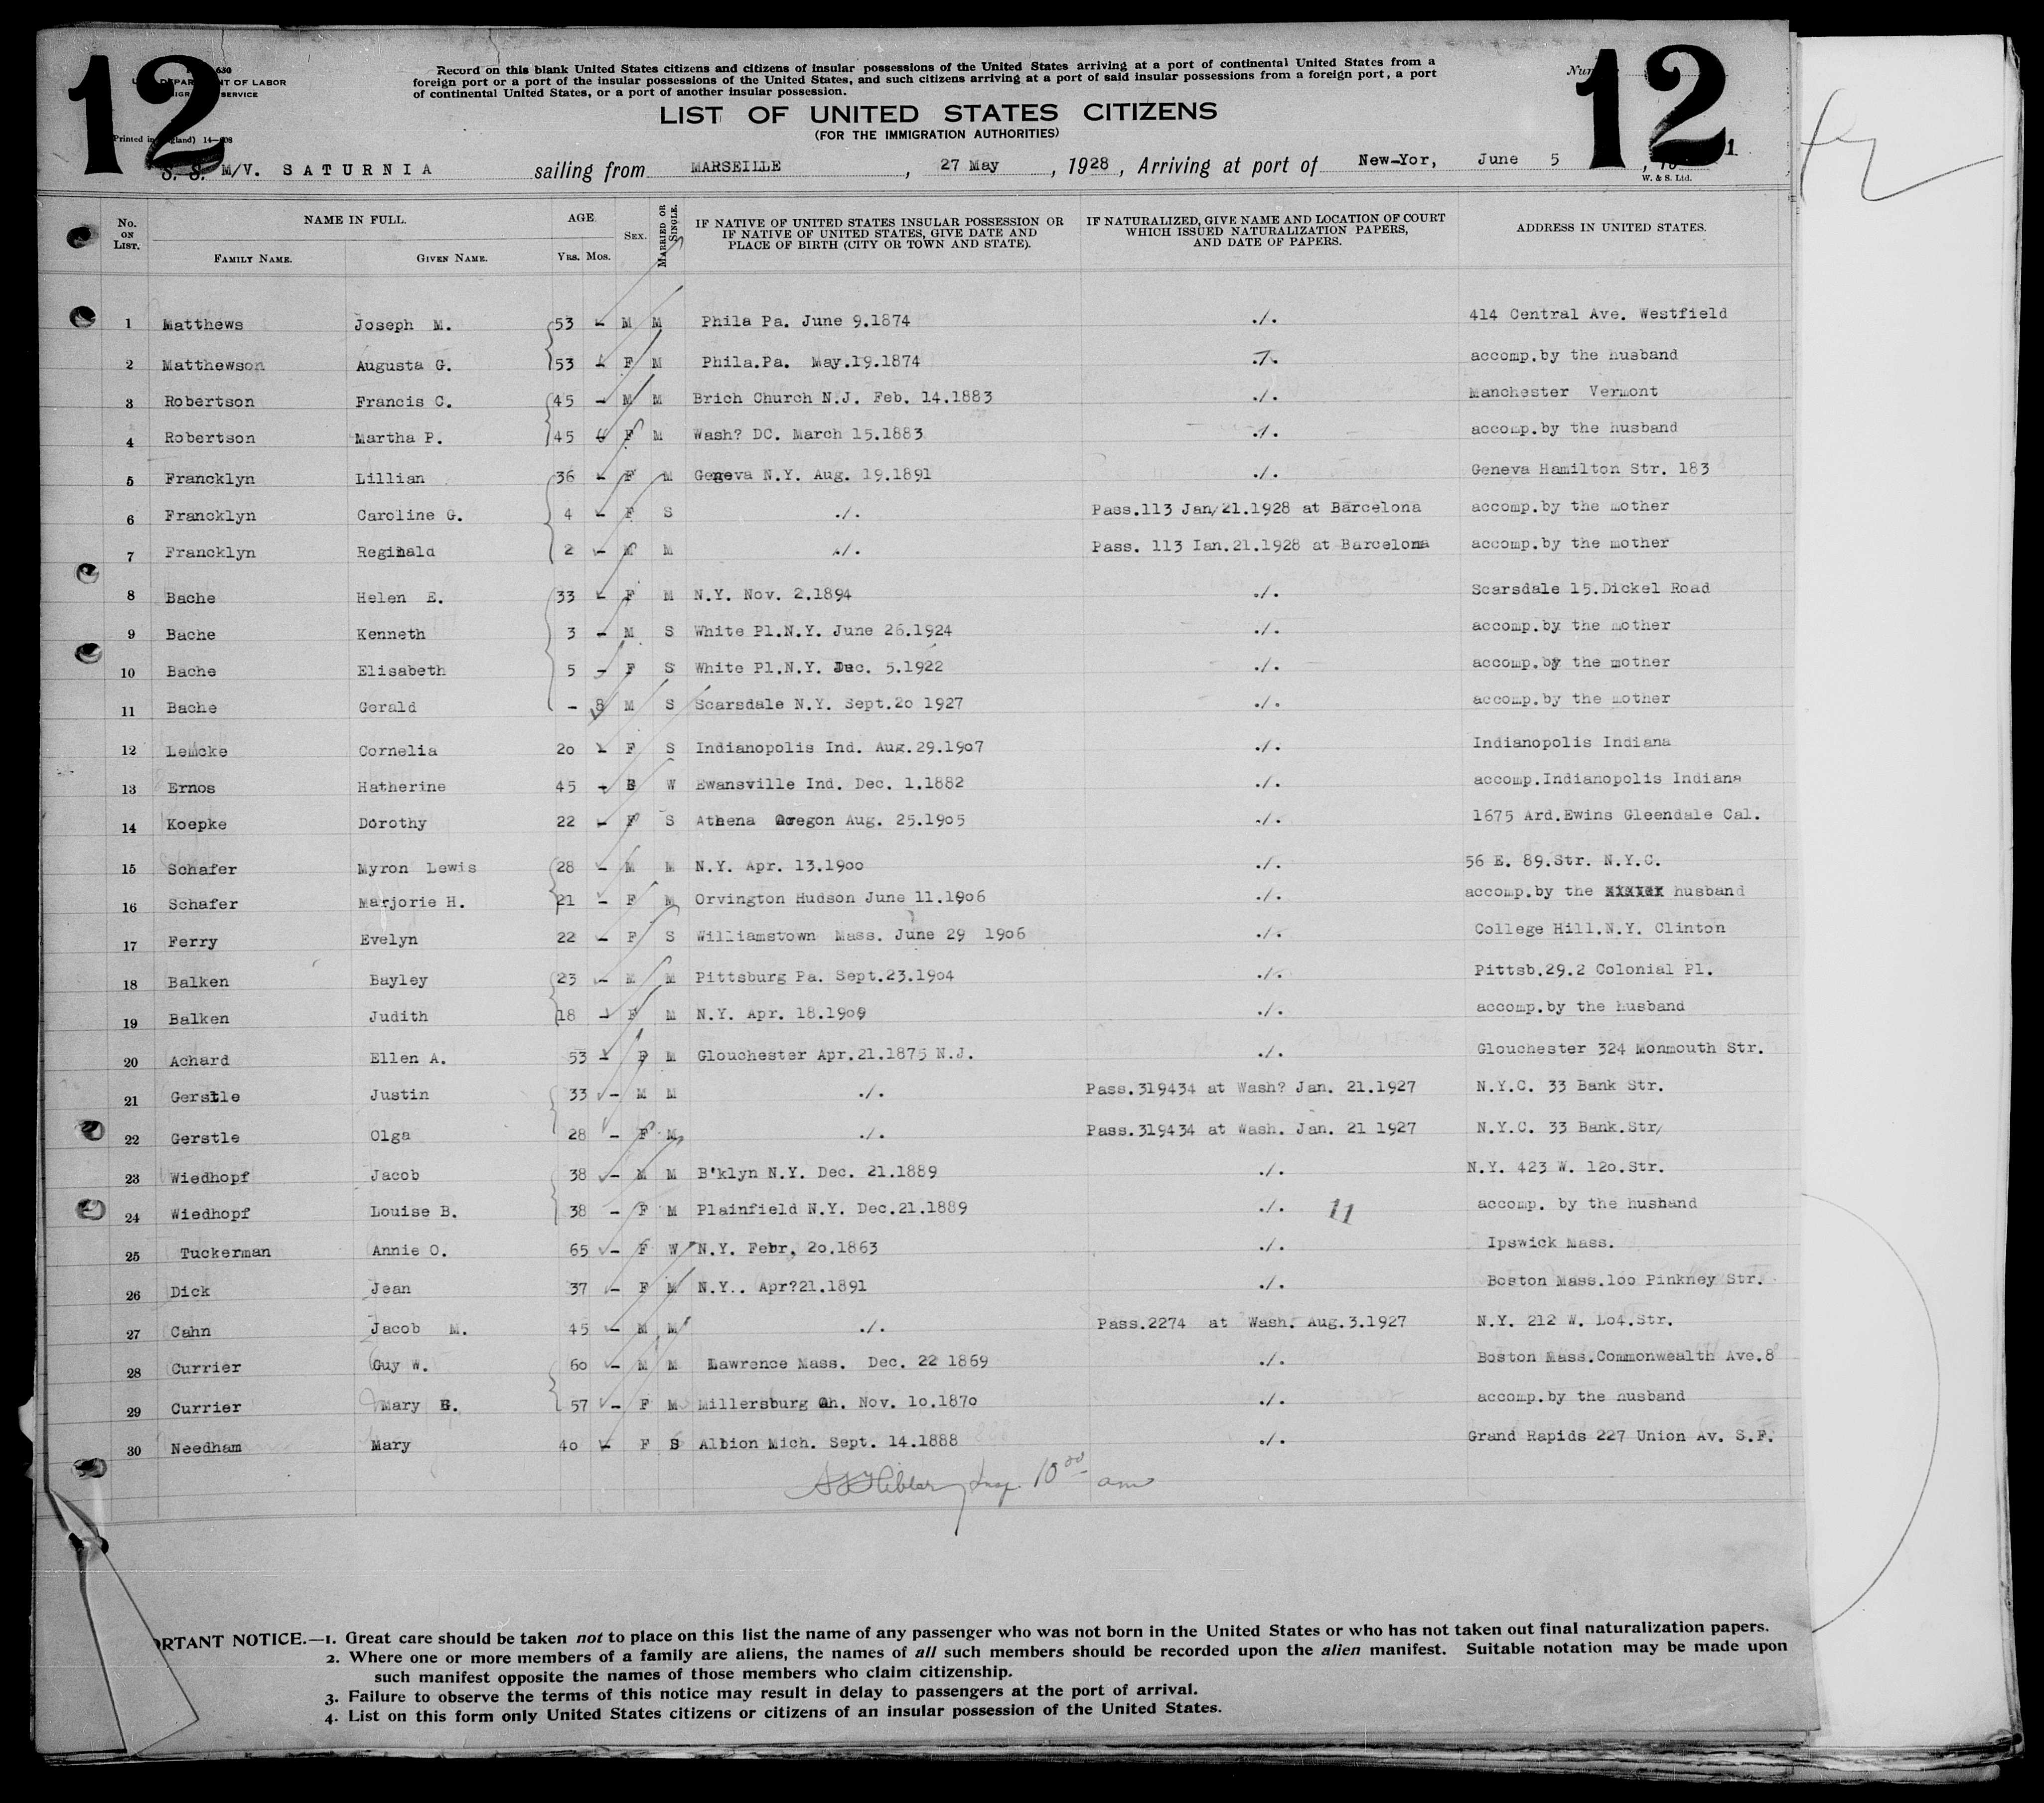 12
630
DEPARTMENT OF LABOR
SERVICE
Record on this blank United States citizens and citizens of insular possessions of the United States arriving at a port of continental United States from a
foreign port or a port of the insular possessions of the United States, and such citizens arriving at a port of said insular possessions from a foreign port, a port
of continental United States, or a port of another insular possession.
12
LIST OF UNITED STATES CITIZENS
(FOR THE IMMIGRATION AUTHORITIES)
Printed in
S. S. M/V. SATURNIA sailing from MARSEILLE, 27 May, 1928, Arriving at port of New-Yor, June 5
W. & S. Ltd.
No. ON LIST. NAME IN FULL. AGE SEX. MARRIED OR SINGLE. IF NATIVE OF UNITED STATES INSULAR POSSESSION OR IF NATIVE OF UNITED STATES, GIVE DATE AND PLACE OF BIRTH (CITY OR TOWN AND STATE). IF NATURALIZED, GIVE NAME AND LOCATION OF COURT WHICH ISSUED NATURALIZATION PAPERS, AND DATE OF PAPERS. ADDRESS IN UNITED STATES.
FAMILY NAME. GIVEN NAME. YRS. MOS.
1 Matthews Joseph M. 53 - M M Phila Pa. June 9.1874 ./. 414 Central Ave. Westfield
2 Matthewson Augusta G. 53 - F M Phila.Pa. May.19.1874 ./. accomp.by the husband
3 Robertson Francis C. 45 - M M Brich Church N.J. Feb. 14.1883 ./. Manchester Vermont
4 Robertson Martha P. 45 F M Wash? DC. March 15.1883 ./. accomp.by the husband
5 Francklyn Lillian 36 - F M Geneva N.Y. Aug. 19.1891 ./. Geneva Hamilton Str. 183
6 Francklyn Caroline G. 4 - F S ./. Pass.113 Jan/21.1928 at Barcelona accomp.by the mother
7 Francklyn Reginald 2 - M M ./. Pass. 113 Ian.21.1928 at Barcelona accomp.by the mother
8 Bache Helen E. 33 - F M N.Y. Nov. 2.1894 ./. Scarsdale 15.Dickel Road
9 Bache Kenneth 3 - M S White Pl.N.Y. June 26.1924 ./. accomp.by the mother
10 Bache Elisabeth 5 - F S White Pl.N.Y. Dec. 5.1922 ./. accomp.by the mother
11 Bache Gerald - 8 M S Scarsdale N.Y. Sept.2o 1927 ./. accomp.by the mother
12 Lemcke Cornelia 2o - F S Indianopolis Ind. Aug.29.19o7 ./. Indianopolis Indiana
13 Ernos Hatherine 45 - W Ewansville Ind. Dec. 1.1882 ./. accomp.Indianopolis Indiana
14 Koepke Dorothy 22 - F S Athena Oregon Aug. 25.19o5 ./. 1675 Ard.Ewins Gleendale Cal.
15 Schafer Myron Lewis 28 - M M N.Y. Apr. 13.19oo ./. 56 E. 89.Str. N.Y.C.
16 Schafer Marjorie H. 21 - F M Orvington Hudson June 11.19o6 ./. accomp.by the husband
17 Ferry Evelyn 22 - F S Williamstown Mass. June 29 19o6 ./. College Hill.N.Y. Clinton
18 Balken Bayley 23 - M M Pittsburg Pa. Sept.23.19o4 ./. Pittsb.29.2 Colonial Pl.
19 Balken Judith 18 - F M N.Y. Apr. 18.19o9 ./. accomp.by the husband
20 Achard Ellen A. 53 - F M Glouchester Apr.21.1875 N.J. ./. Glouchester 324 Monmouth Str.
21 Gerstle Justin 33 - M M ./. Pass.319434 at Wash? Jan. 21.1927 N.Y.C. 33 Bank Str.
22 Gerstle Olga 28 - F M ./. Pass.319434 at Wash. Jan. 21 1927 N.Y.C. 33 Bank.Str/
23 Wiedhopf Jacob 38 - M M B'klyn N.Y. Dec. 21.1889 ./. N.Y. 423 W. 12o.Str.
24 Wiedhopf Louise B. 38 - F M Plainfield N.Y. Dec.21.1889 ./. 11 accomp. by the husband
25 Tuckerman Annie O. 65 - F W N.Y. Febr. 2o.1863 ./. Ipswick Mass.
26 Dick Jean 37 - F M N.Y.. Apr?21.1891 ./. Boston Mass.1oo Pinkney Str.
27 Cahn Jacob M. 45 - M M ./. Pass.2274 at Wash. Aug.3.1927 N.Y. 212 W. Lo4.Str.
28 Currier Guy W. 6o - M M Lawrence Mass. Dec. 22 1869 ./. Boston Mass.Commonwealth Ave.8
29 Currier Mary 57 - F M Millersburg Oh. Nov. 1o.187o ./. accomp.by the husband
30 Needham Mary 4o - F S Albion Mich. Sept. 14.1888 ./. Grand Rapids 227 Union Av. S.F.
Insp. 10 00 am
RTANT NOTICE.—1. Great care should be taken not to place on this list the name of any passenger who was not born in the United States or who has not taken out final naturalization papers.
2. Where one or more members of a family are aliens, the names of all such members should be recorded upon the alien manifest. Suitable notation may be made upon
such manifest opposite the names of those members who claim citizenship.
3. Failure to observe the terms of this notice may result in delay to passengers at the port of arrival.
4. List on this form only United States citizens or citizens of an insular possession of the United States.